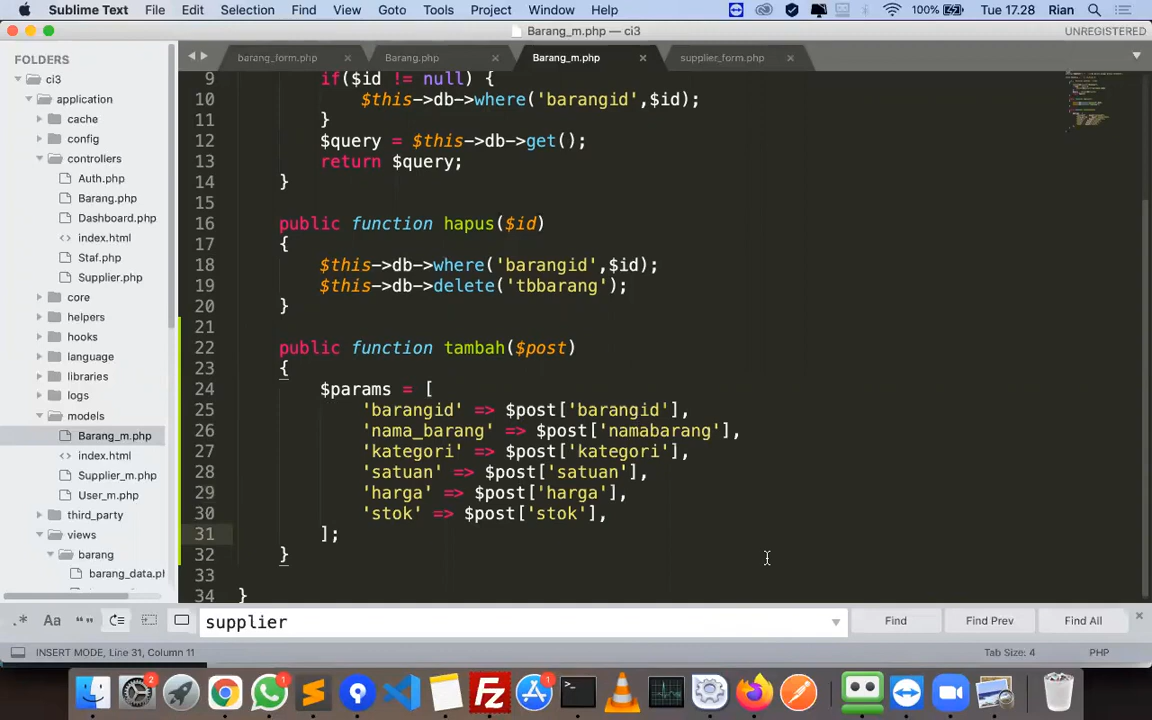 Sublime Text File Edit Selection Find View Goto Tools Project Window Help 100% Tue 17.28 Rian
Barang_m.php — ci3 UNREGISTERED
FOLDERS
ci3
application
cache
config
controllers
Auth.php
Barang.php
Dashboard.php
index.html
Staf.php
Supplier.php
core
helpers
hooks
language
libraries
logs
models
Barang_m.php
index.html
Supplier_m.php
User_m.php
third_party
views
barang
barang_data.ph
barang_form.php Barang.php Barang_m.php supplier_form.php
9 if($id != null) {
10 $this->db->where('barangid',$id);
11 }
12 $query = $this->db->get();
13 return $query;
14 }
15
16 public function hapus($id)
17 {
18 $this->db->where('barangid',$id);
19 $this->db->delete('tbbarang');
20 }
21
22 public function tambah($post)
23 {
24 $params = [
25 'barangid' => $post['barangid'],
26 'nama_barang' => $post['namabarang'],
27 'kategori' => $post['kategori'],
28 'satuan' => $post['satuan'],
29 'harga' => $post['harga'],
30 'stok' => $post['stok'],
31 ];
32 }
33
34 }
.* Aa “” supplier Find Find Prev Find All
INSERT MODE, Line 31, Column 11 Tab Size: 4 PHP
2 1 1